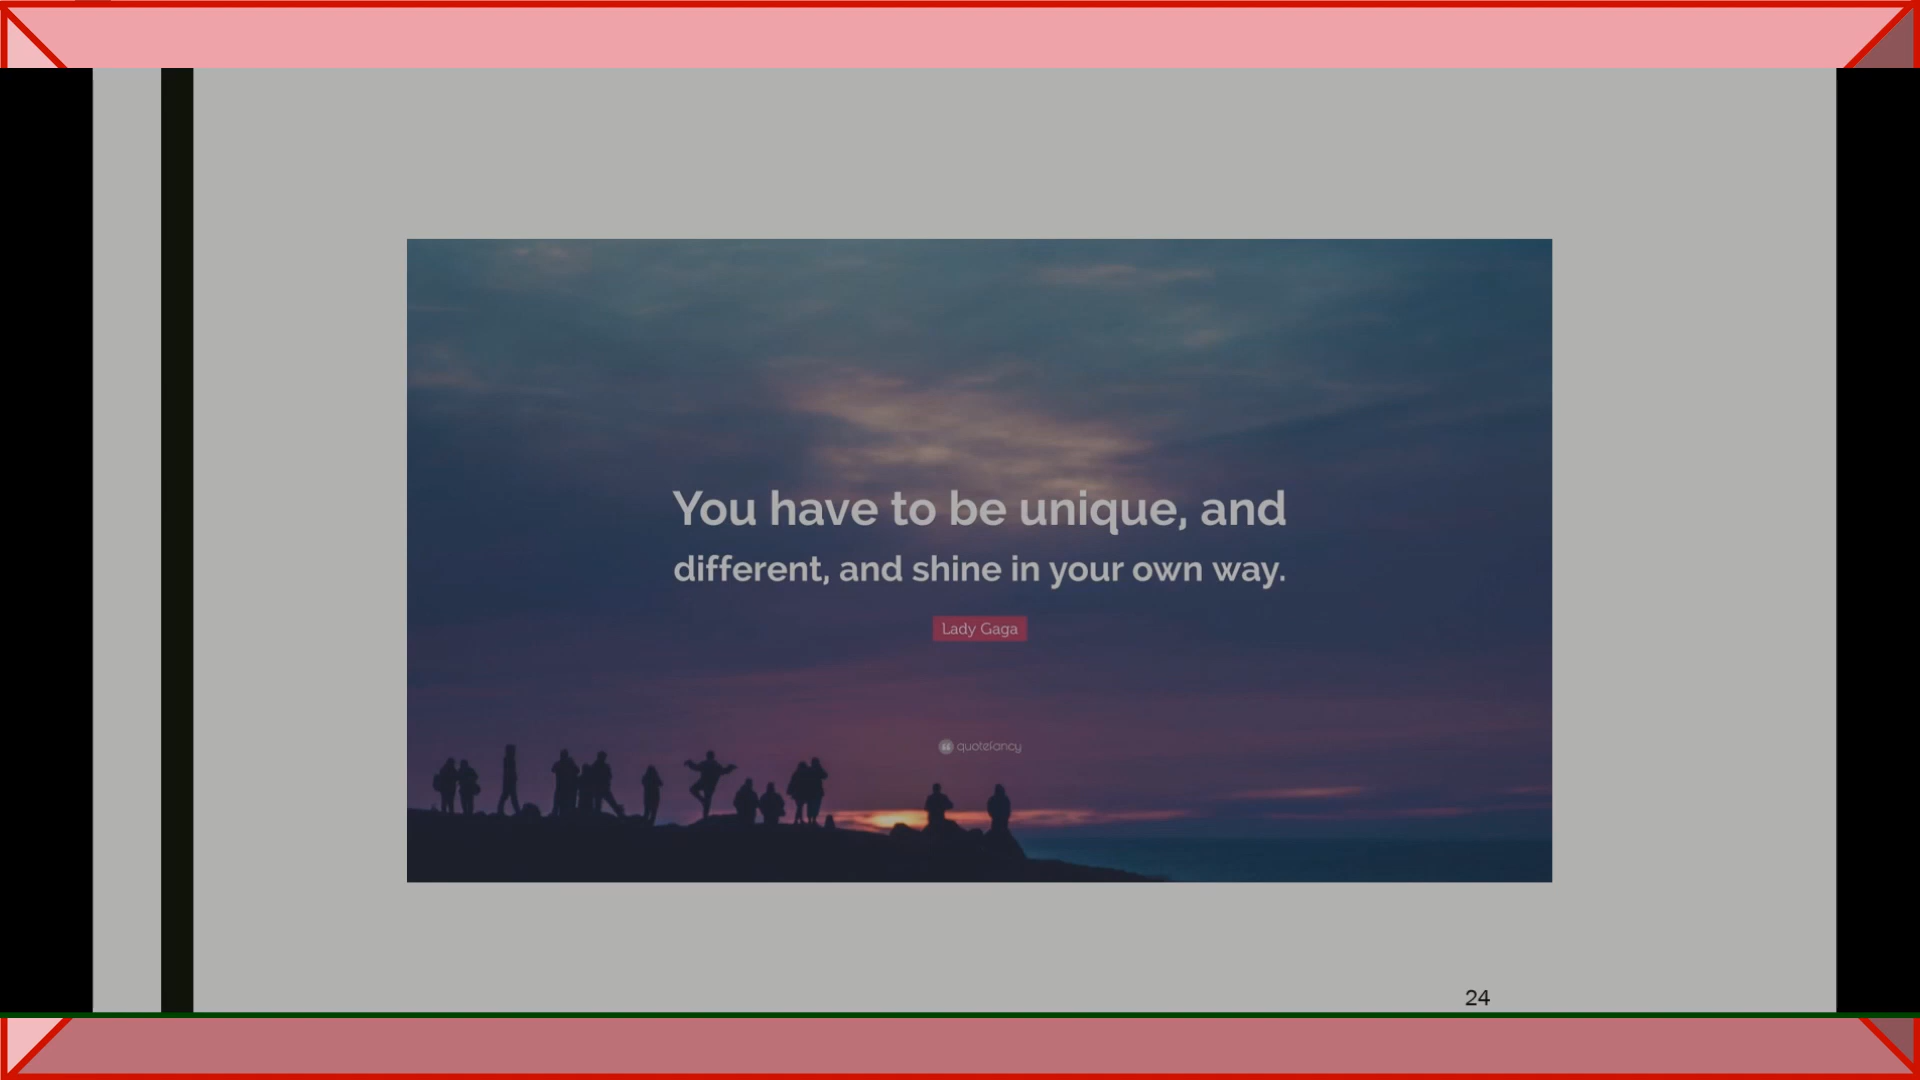 You have to be unique, and
different, and shine in your own way.
Lady Gaga
quotefancy
24